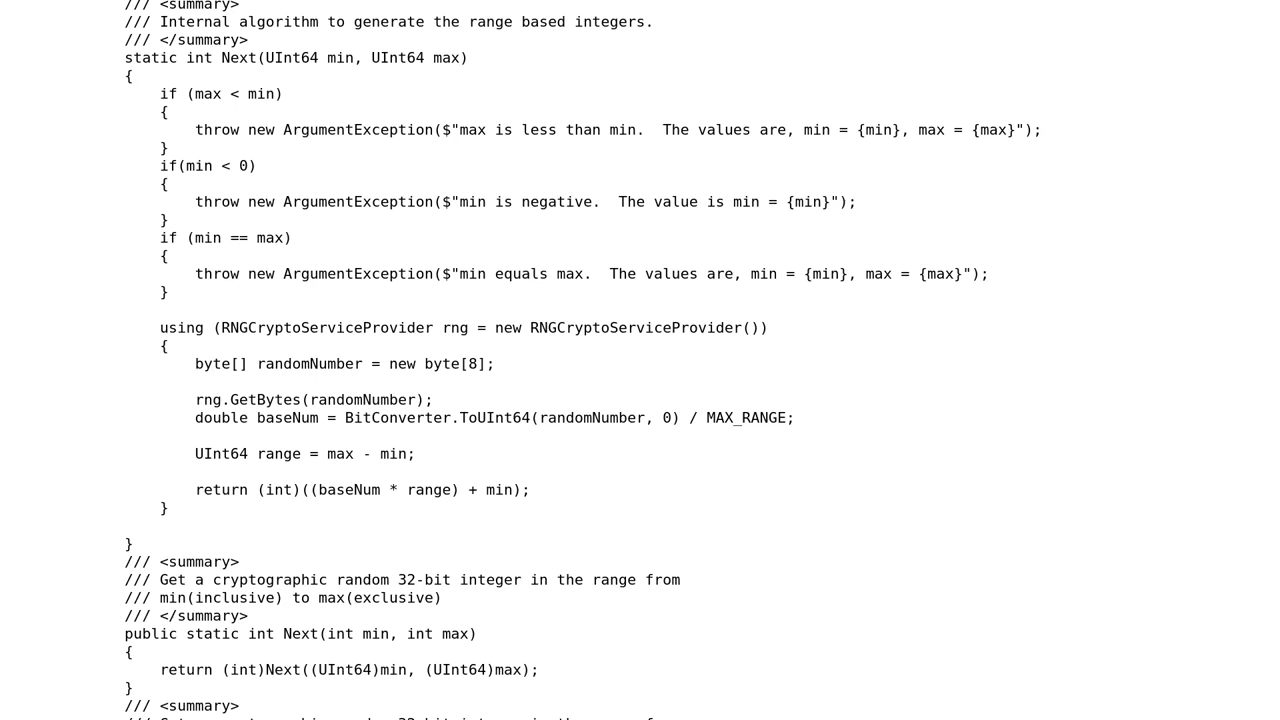 /// <summary>
/// Internal algorithm to generate the range based integers.
/// </summary>
static int Next(UInt64 min, UInt64 max)
{
    if (max < min)
    {
        throw new ArgumentException($"max is less than min.  The values are, min = {min}, max = {max}");
    }
    if(min < 0)
    {
        throw new ArgumentException($"min is negative.  The value is min = {min}");
    }
    if (min == max)
    {
        throw new ArgumentException($"min equals max.  The values are, min = {min}, max = {max}");
    }

    using (RNGCryptoServiceProvider rng = new RNGCryptoServiceProvider())
    {
        byte[] randomNumber = new byte[8];

        rng.GetBytes(randomNumber);
        double baseNum = BitConverter.ToUInt64(randomNumber, 0) / MAX_RANGE;

        UInt64 range = max - min;

        return (int)((baseNum * range) + min);
    }

}
/// <summary>
/// Get a cryptographic random 32-bit integer in the range from
/// min(inclusive) to max(exclusive)
/// </summary>
public static int Next(int min, int max)
{
    return (int)Next((UInt64)min, (UInt64)max);
}
/// <summary>